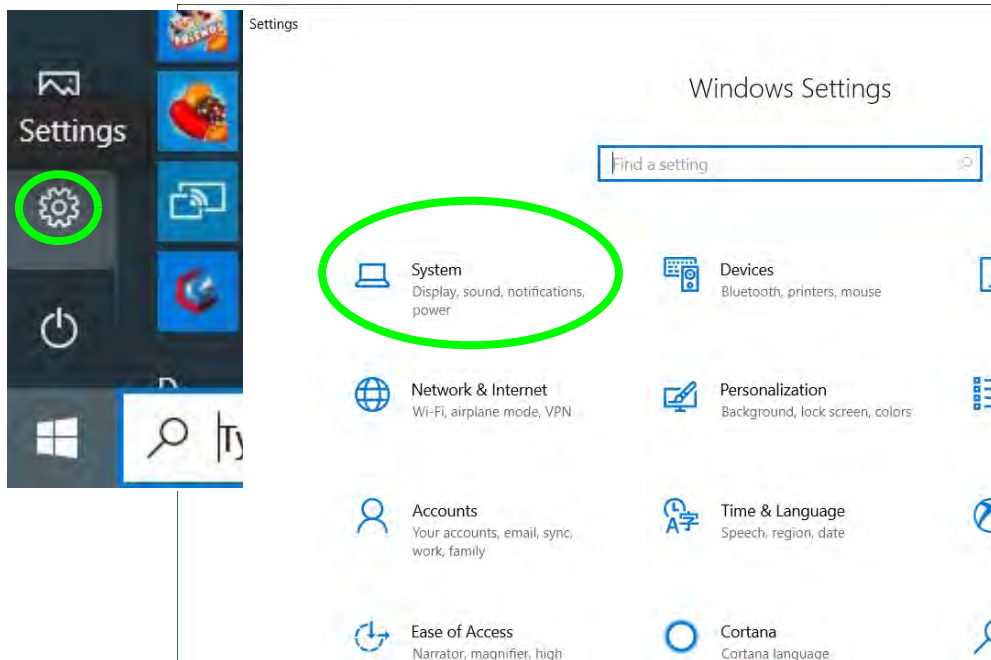 FRIENDS
Settings
Ty
Settings
Windows Settings
Find a setting
System
Display, sound, notifications,
power
Devices
Bluetooth, printers, mouse
Network & Internet
Wi-Fi, airplane mode, VPN
Personalization
Background, lock screen, colors
Accounts
Your accounts, email, sync,
work, family
Time & Language
Speech, region, date
Ease of Access
Narrator, magnifier, high
Cortana
Cortana language